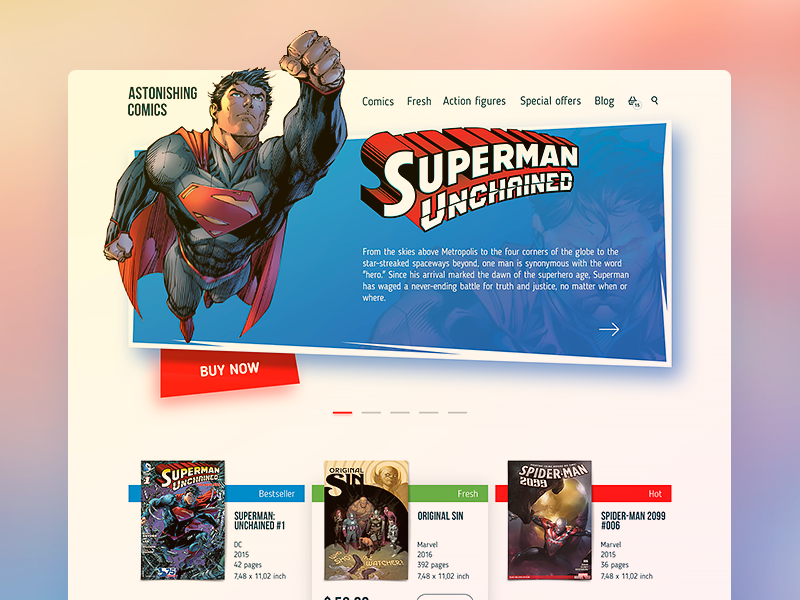 ASTONISHING
COMICS
Comics Fresh Action figures Special offers Blog 15
SUPERMAN
UNCHAINED
From the skies above Metropolis to the four corners of the globe to the
star-streaked spaceways beyond, one man is synonymous with the word
"hero." Since his arrival marked the dawn of the superhero age, Superman
has waged a never-ending battle for truth and justice, no matter when or
where.
BUY NOW
Bestseller
SUPERMAN
UNCHAINED
SUPERMAN:
UNCHAINED #1
DC
2015
42 pages
7,48 x 11,02 inch
Fresh
ORIGINAL
SIN
WHO SHOT
THE WATCHER?
ORIGINAL SIN
Marvel
2016
392 pages
7,48 x 11,02 inch
Hot
SPIDER-MAN
2099
SPIDER-MAN 2099
#006
Marvel
2015
36 pages
7,48 x 11,02 inch